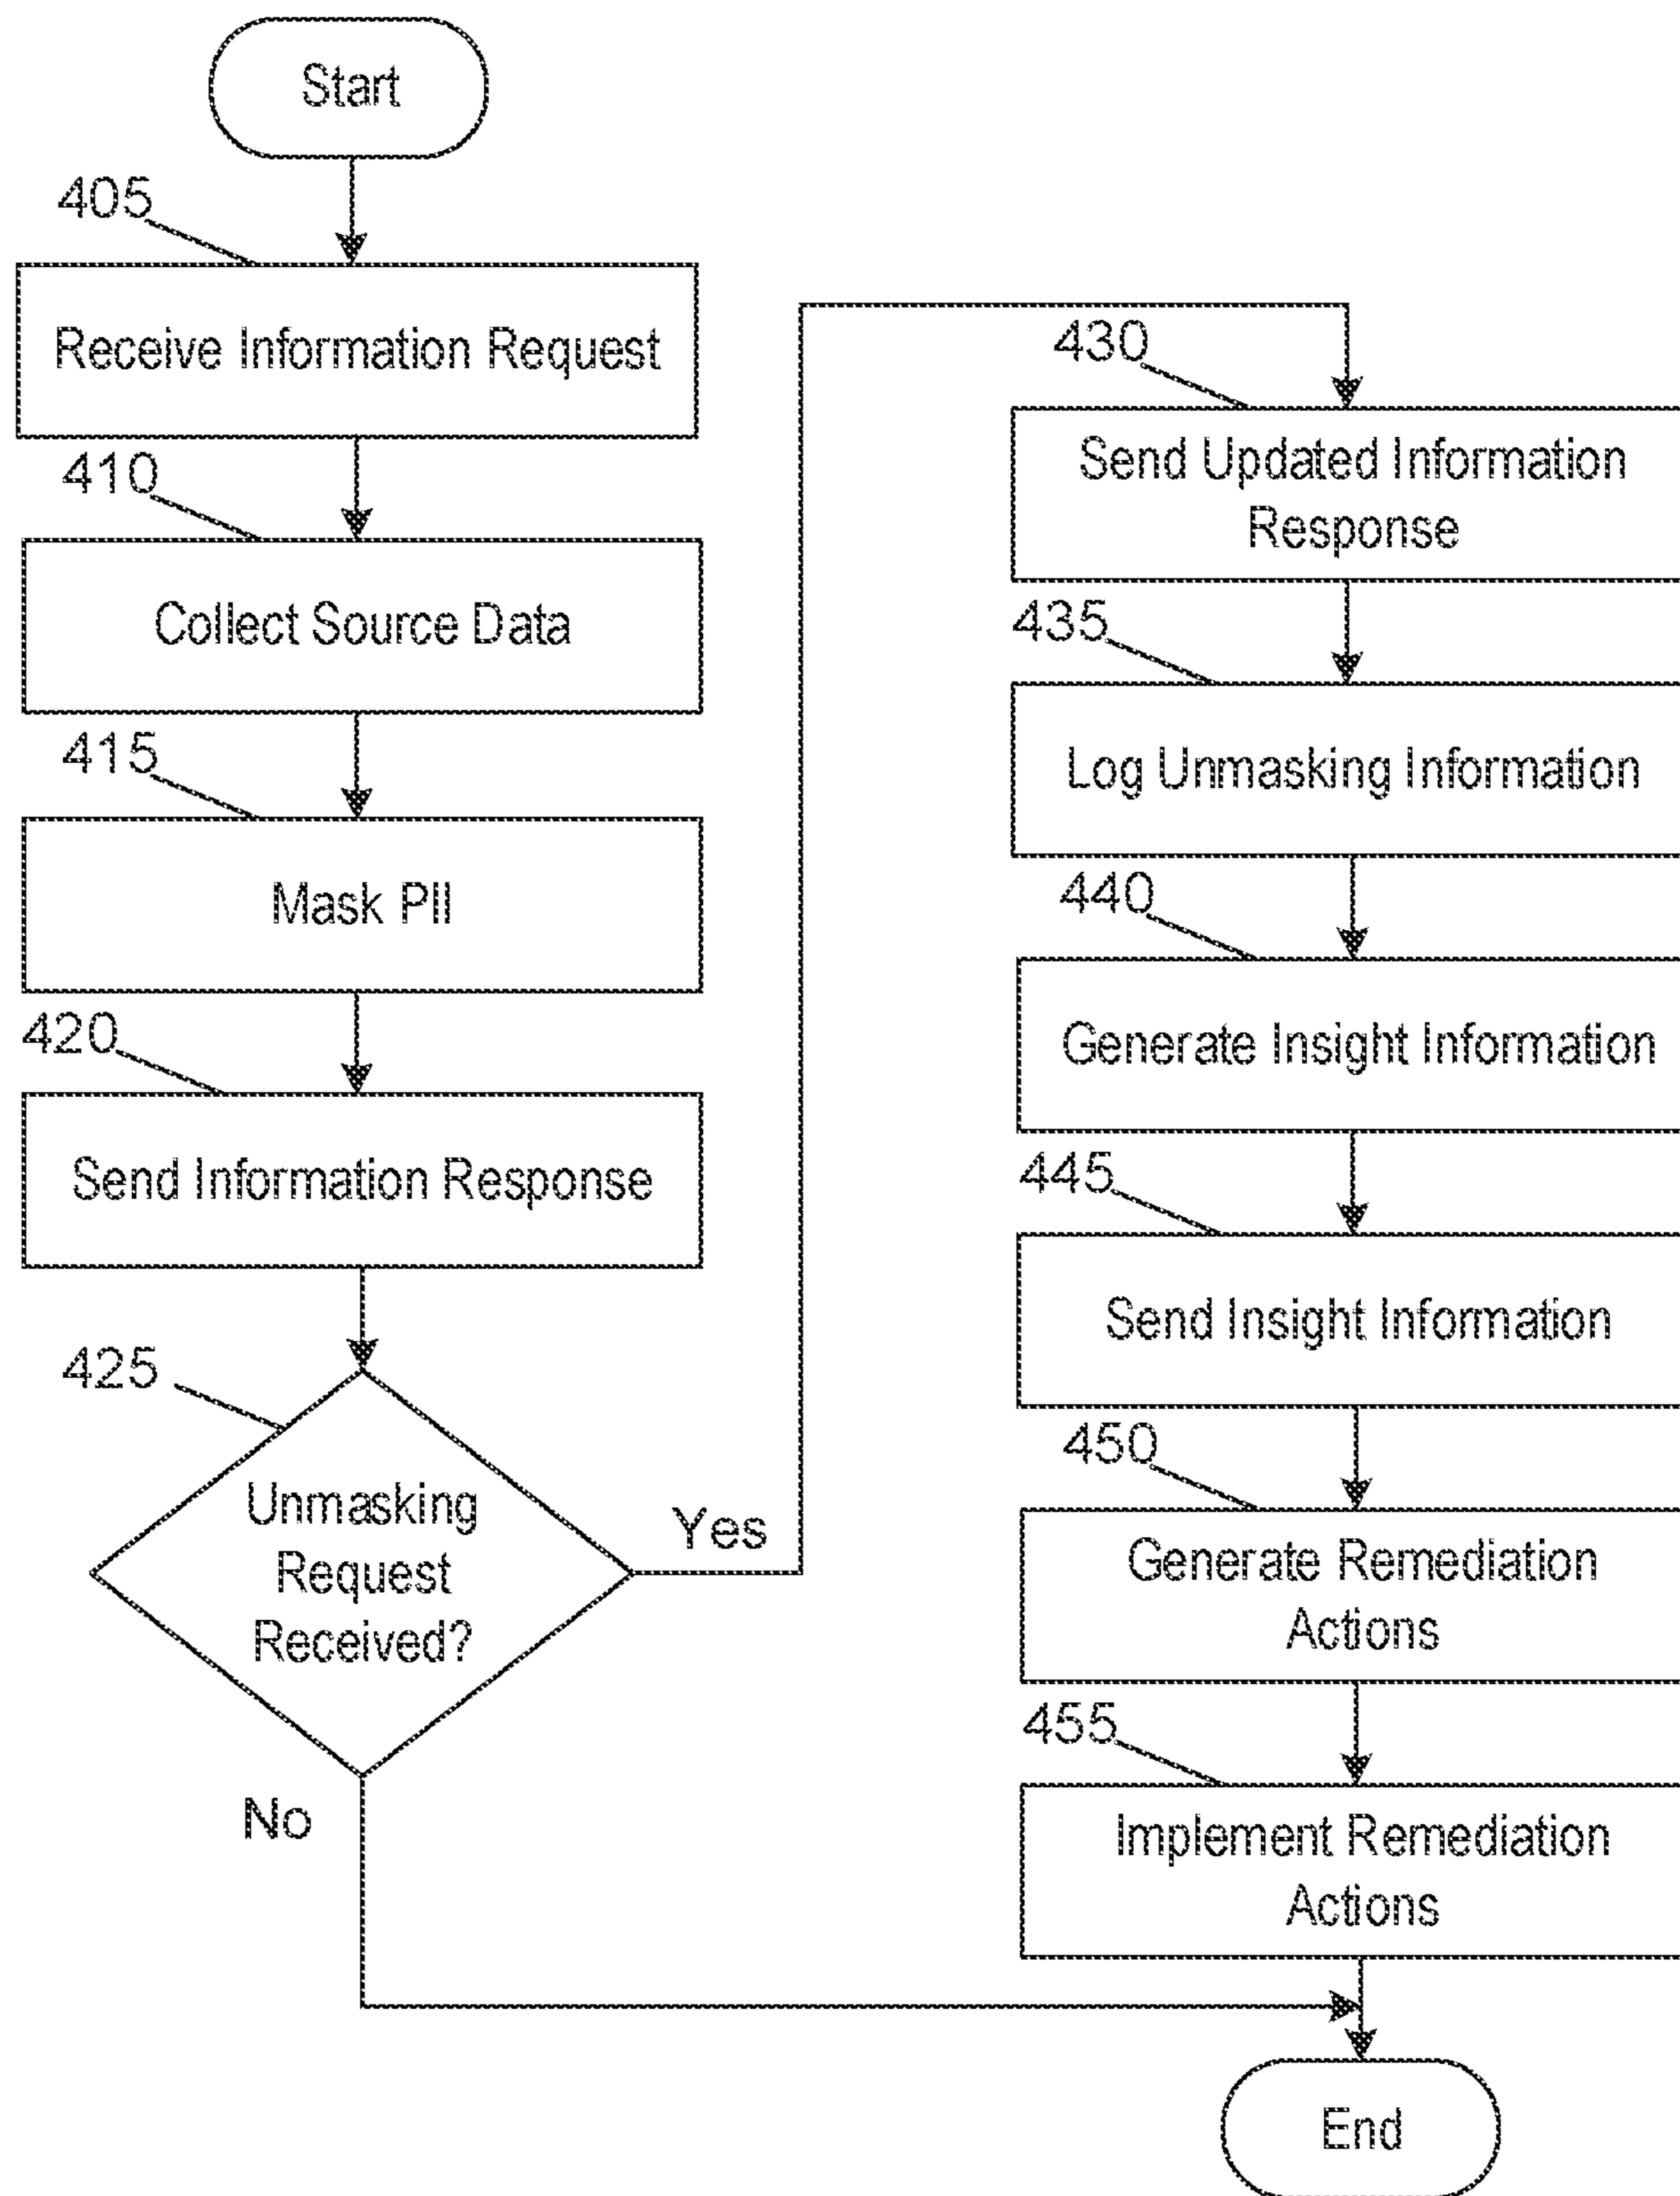 Start
405
Receive Information Request
410
Collect Source Data
415
Mask PII
420
Send Information Response
425
Unmasking
Request
Received?
Yes
No
430
Send Updated Information
Response
435
Log Unmasking Information
440
Generate Insight Information
445
Send Insight Information
450
Generate Remediation
Actions
455
Implement Remediation
Actions
End